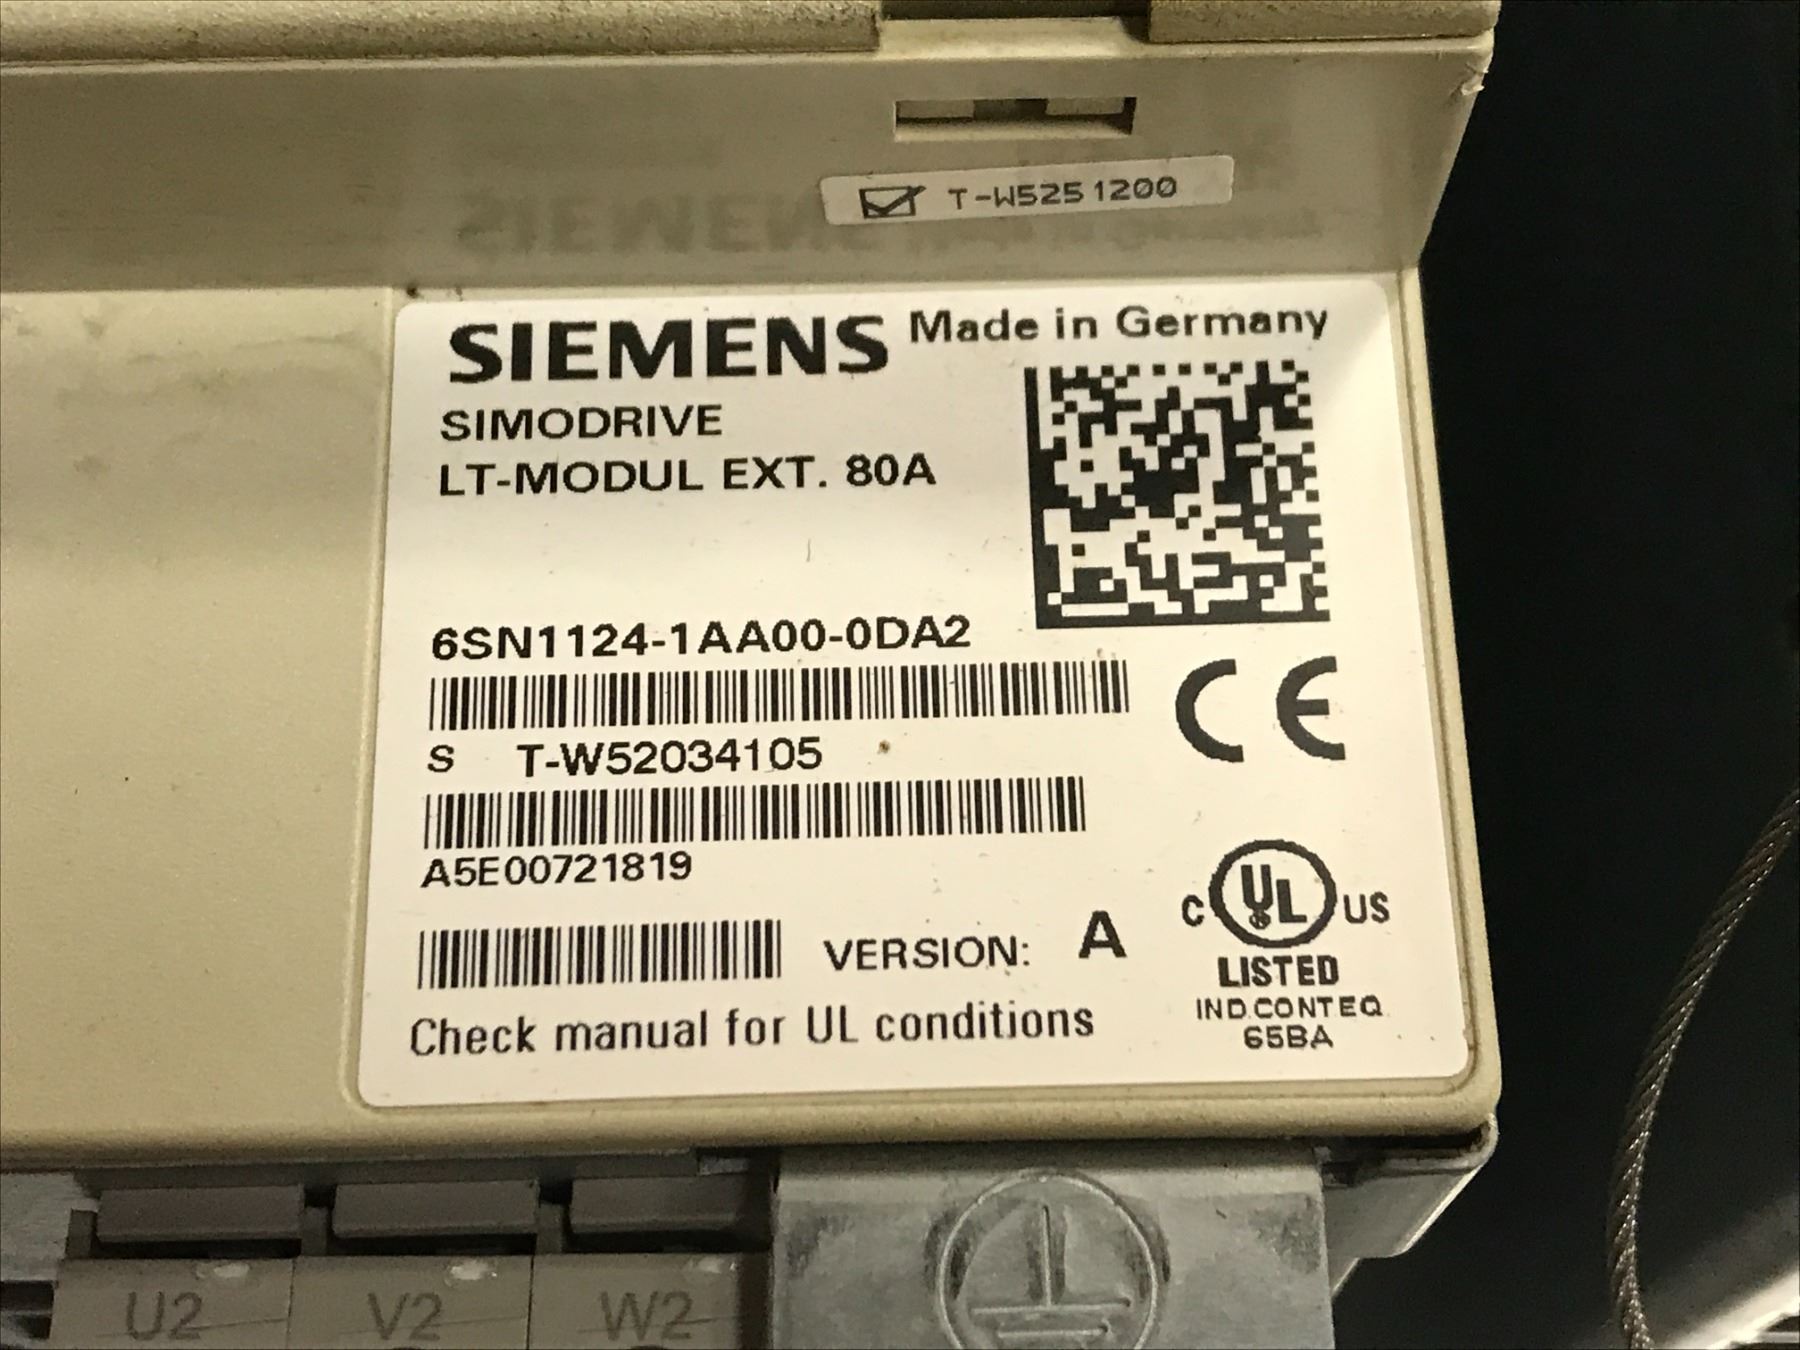 T-W5251200
SIEMENS Made in Germany
SIMODRIVE
LT-MODUL EXT. 80A
6SN1124-1AA00-0DA2
S T-W52034105
A5E00721819
VERSION: A
Check manual for UL conditions
CE
C UL US
LISTED
IND.CONT.EQ.
65BA
U2 V2 W2